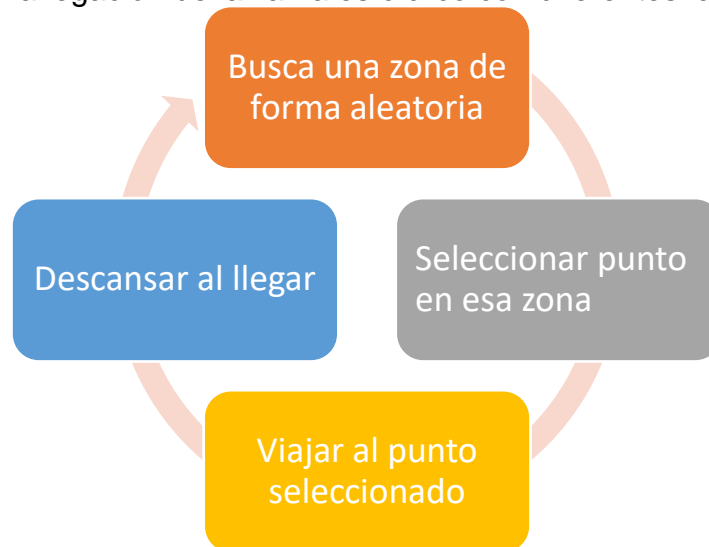 Busca una zona de
forma aleatoria
Seleccionar punto
en esa zona
Viajar al punto
seleccionado
Descansar al llegar